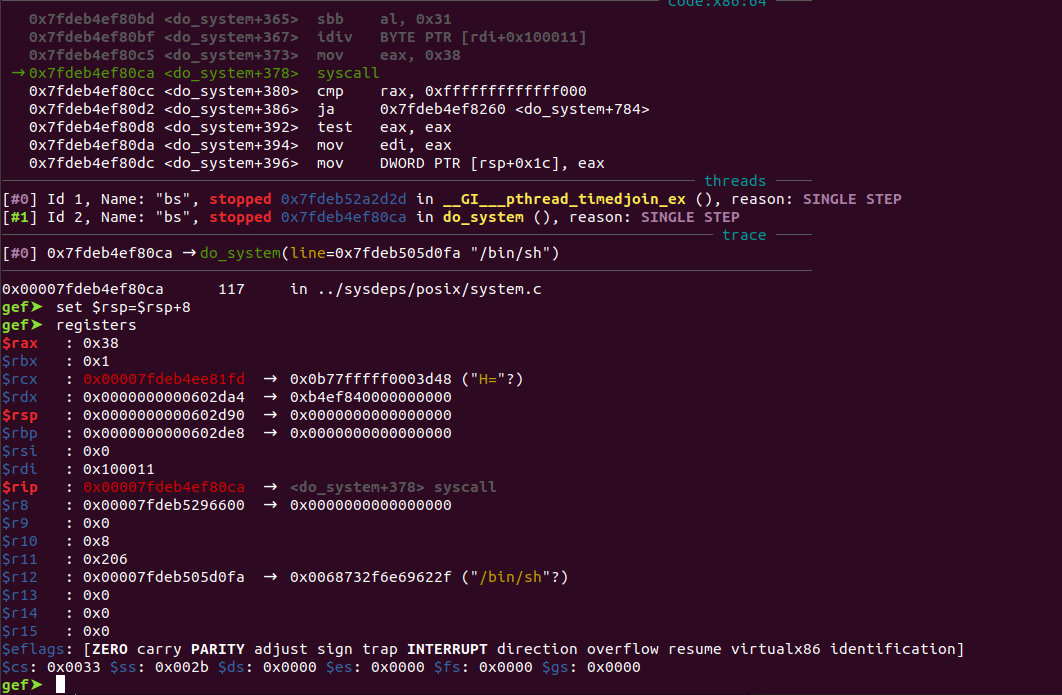 code:x86:64
0x7fdeb4ef80bd <do_system+365> sbb al, 0x31
0x7fdeb4ef80bf <do_system+367> idiv BYTE PTR [rdi+0x100011]
0x7fdeb4ef80c5 <do_system+373> mov eax, 0x38
→0x7fdeb4ef80ca <do_system+378> syscall
0x7fdeb4ef80cc <do_system+380> cmp rax, 0xfffffffffffff000
0x7fdeb4ef80d2 <do_system+386> ja 0x7fdeb4ef8260 <do_system+784>
0x7fdeb4ef80d8 <do_system+392> test eax, eax
0x7fdeb4ef80da <do_system+394> mov edi, eax
0x7fdeb4ef80dc <do_system+396> mov DWORD PTR [rsp+0x1c], eax
threads
[#0] Id 1, Name: "bs", stopped 0x7fdeb52a2d2d in __GI___pthread_timedjoin_ex (), reason: SINGLE STEP
[#1] Id 2, Name: "bs", stopped 0x7fdeb4ef80ca in do_system (), reason: SINGLE STEP
trace
[#0] 0x7fdeb4ef80ca →do_system(line=0x7fdeb505d0fa "/bin/sh")
0x00007fdeb4ef80ca 117 in ../sysdeps/posix/system.c
gef➤ set $rsp=$rsp+8
gef➤ registers
$rax : 0x38
$rbx : 0x1
$rcx : 0x00007fdeb4ee81fd → 0x0b77fffff0003d48 ("H="?)
$rdx : 0x0000000000602da4 → 0xb4ef840000000000
$rsp : 0x0000000000602d90 → 0x0000000000000000
$rbp : 0x0000000000602de8 → 0x0000000000000000
$rsi : 0x0
$rdi : 0x100011
$rip : 0x00007fdeb4ef80ca → <do_system+378> syscall
$r8 : 0x00007fdeb5296600 → 0x0000000000000000
$r9 : 0x0
$r10 : 0x8
$r11 : 0x206
$r12 : 0x00007fdeb505d0fa → 0x0068732f6e69622f ("/bin/sh"?)
$r13 : 0x0
$r14 : 0x0
$r15 : 0x0
$eflags: [ZERO carry PARITY adjust sign trap INTERRUPT direction overflow resume virtualx86 identification]
$cs: 0x0033 $ss: 0x002b $ds: 0x0000 $es: 0x0000 $fs: 0x0000 $gs: 0x0000
gef➤